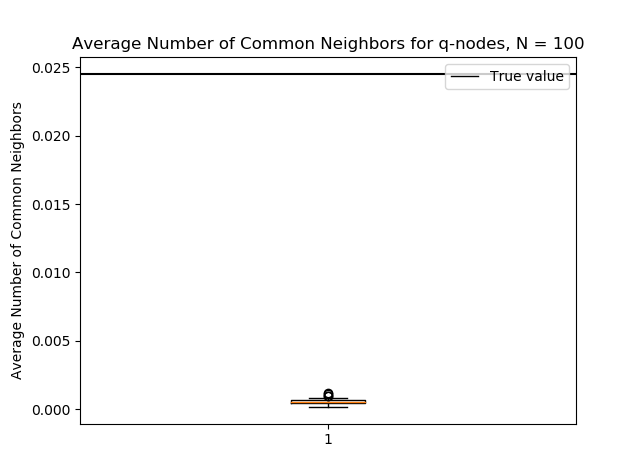 Average Number of Common Neighbors for q-nodes, N = 100
True value
0.025
0.020
0.015
0.010
0.005
0.000
Average Number of Common Neighbors
1